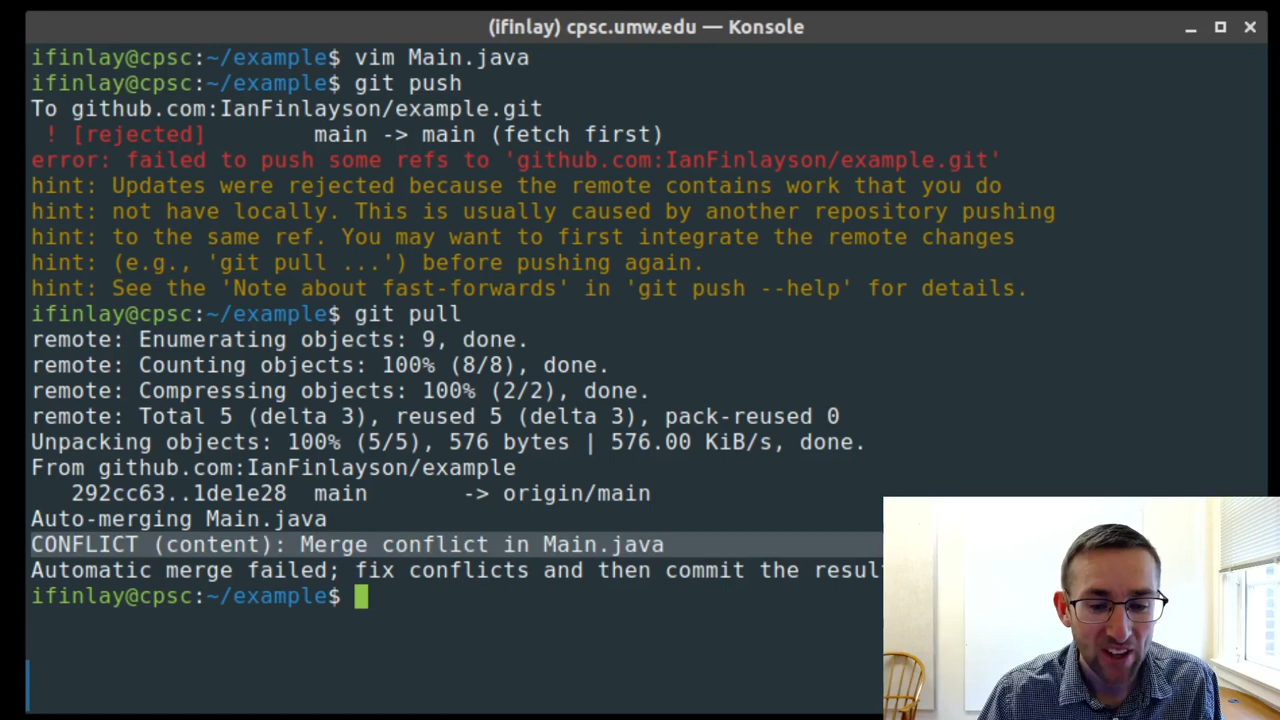 (ifinlay) cpsc.umw.edu — Konsole
ifinlay@cpsc:~/example$ vim Main.java
ifinlay@cpsc:~/example$ git push
To github.com:IanFinlayson/example.git
 ! [rejected]        main -> main (fetch first)
error: failed to push some refs to 'github.com:IanFinlayson/example.git'
hint: Updates were rejected because the remote contains work that you do
hint: not have locally. This is usually caused by another repository pushing
hint: to the same ref. You may want to first integrate the remote changes
hint: (e.g., 'git pull ...') before pushing again.
hint: See the 'Note about fast-forwards' in 'git push --help' for details.
ifinlay@cpsc:~/example$ git pull
remote: Enumerating objects: 9, done.
remote: Counting objects: 100% (8/8), done.
remote: Compressing objects: 100% (2/2), done.
remote: Total 5 (delta 3), reused 5 (delta 3), pack-reused 0
Unpacking objects: 100% (5/5), 576 bytes | 576.00 KiB/s, done.
From github.com:IanFinlayson/example
   292cc63..1de1e28  main       -> origin/main
Auto-merging Main.java
CONFLICT (content): Merge conflict in Main.java
Automatic merge failed; fix conflicts and then commit the resul
ifinlay@cpsc:~/example$